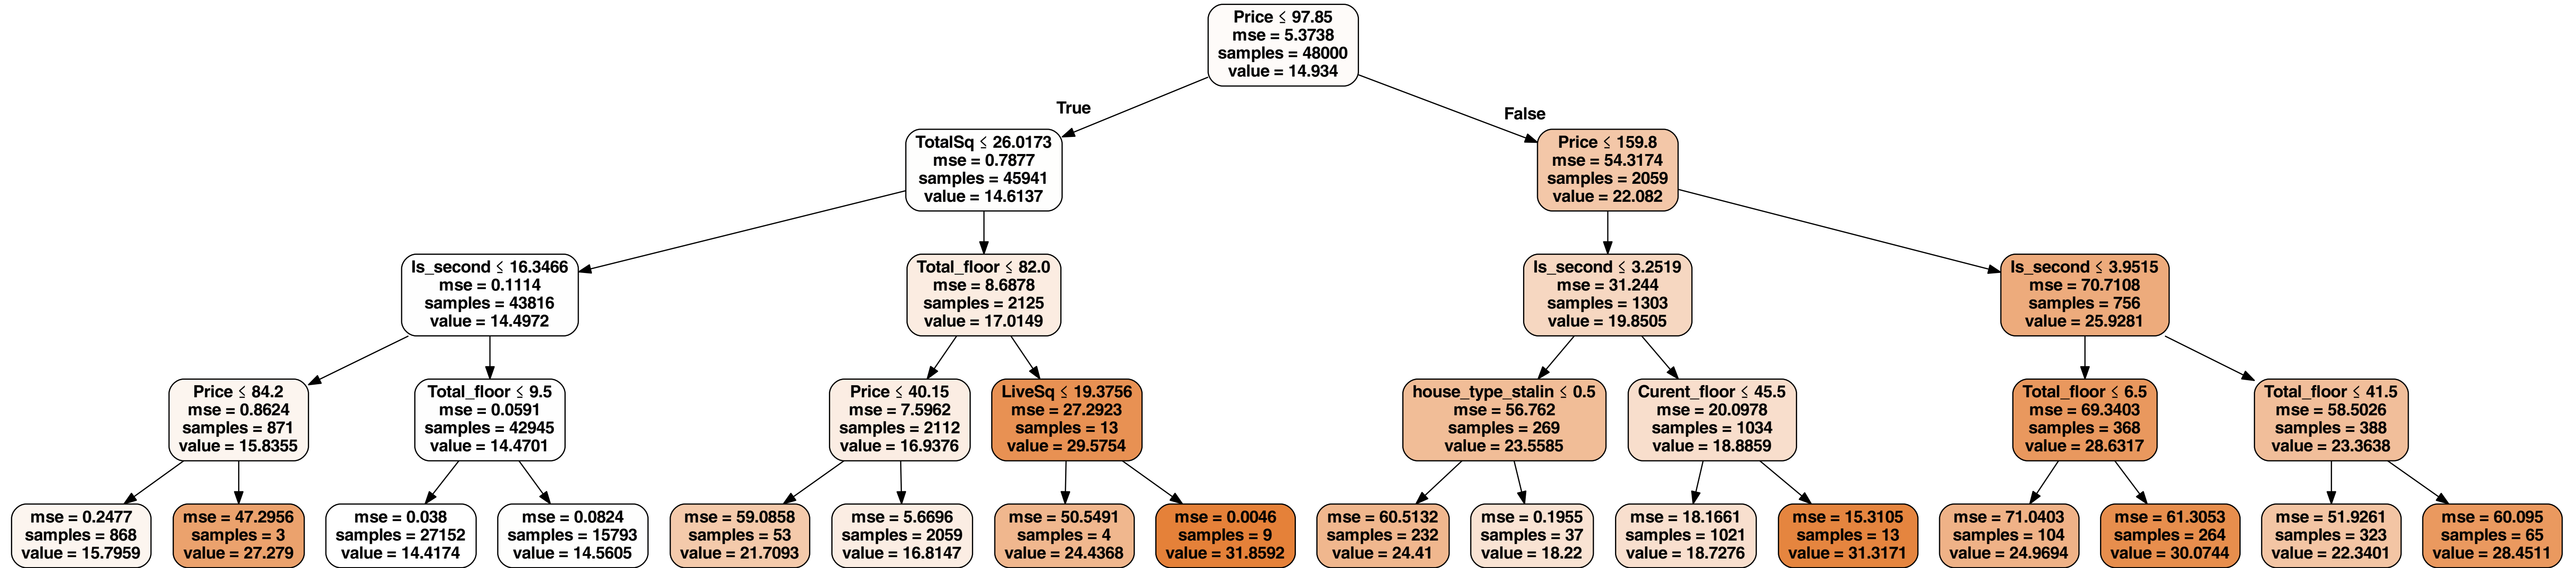 Price ≤ 97.85
mse = 5.3738
samples = 48000
value = 14.934
True
False
TotalSq ≤ 26.0173
mse = 0.7877
samples = 45941
value = 14.6137
Price ≤ 159.8
mse = 54.3174
samples = 2059
value = 22.082
Is_second ≤ 16.3466
mse = 0.1114
samples = 43816
value = 14.4972
Total_floor ≤ 82.0
mse = 8.6878
samples = 2125
value = 17.0149
Is_second ≤ 3.2519
mse = 31.244
samples = 1303
value = 19.8505
Is_second ≤ 3.9515
mse = 70.7108
samples = 756
value = 25.9281
Price ≤ 84.2
mse = 0.8624
samples = 871
value = 15.8355
Total_floor ≤ 9.5
mse = 0.0591
samples = 42945
value = 14.4701
Price ≤ 40.15
mse = 7.5962
samples = 2112
value = 16.9376
LiveSq ≤ 19.3756
mse = 27.2923
samples = 13
value = 29.5754
house_type_stalin ≤ 0.5
mse = 56.762
samples = 269
value = 23.5585
Curent_floor ≤ 45.5
mse = 20.0978
samples = 1034
value = 18.8859
Total_floor ≤ 6.5
mse = 69.3403
samples = 368
value = 28.6317
Total_floor ≤ 41.5
mse = 58.5026
samples = 388
value = 23.3638
mse = 0.2477
samples = 868
value = 15.7959
mse = 47.2956
samples = 3
value = 27.279
mse = 0.038
samples = 27152
value = 14.4174
mse = 0.0824
samples = 15793
value = 14.5605
mse = 59.0858
samples = 53
value = 21.7093
mse = 5.6696
samples = 2059
value = 16.8147
mse = 50.5491
samples = 4
value = 24.4368
mse = 0.0046
samples = 9
value = 31.8592
mse = 60.5132
samples = 232
value = 24.41
mse = 0.1955
samples = 37
value = 18.22
mse = 18.1661
samples = 1021
value = 18.7276
mse = 15.3105
samples = 13
value = 31.3171
mse = 71.0403
samples = 104
value = 24.9694
mse = 61.3053
samples = 264
value = 30.0744
mse = 51.9261
samples = 323
value = 22.3401
mse = 60.095
samples = 65
value = 28.4511